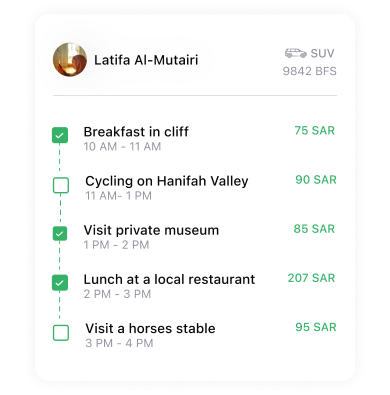 Latifa Al-Mutairi
SUV
9842 BFS
Breakfast in cliff
75 SAR
10 AM - 11 AM
Cycling on Hanifah Valley
90 SAR
11 AM- 1 PM
Visit private museum
85 SAR
1 PM - 2 PM
Lunch at a local restaurant
207 SAR
2 PM - 3 PM
Visit a horses stable
95 SAR
3 PM - 4 PM